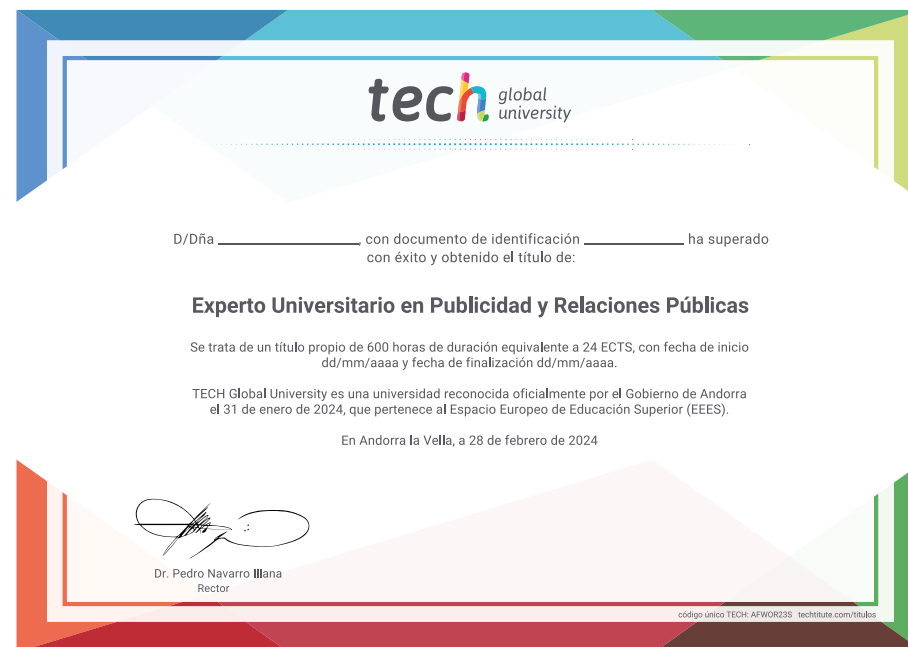 tech global university
D/Dña ____________________, con documento de identificación ______________ ha superado
con éxito y obtenido el título de:
Experto Universitario en Publicidad y Relaciones Públicas
Se trata de un título propio de 600 horas de duración equivalente a 24 ECTS, con fecha de inicio
dd/mm/aaaa y fecha de finalización dd/mm/aaaa.
TECH Global University es una universidad reconocida oficialmente por el Gobierno de Andorra
el 31 de enero de 2024, que pertenece al Espacio Europeo de Educación Superior (EEES).
En Andorra la Vella, a 28 de febrero de 2024
Dr. Pedro Navarro Illana
Rector
código único TECH: AFWOR23S techtitute.com/titulos